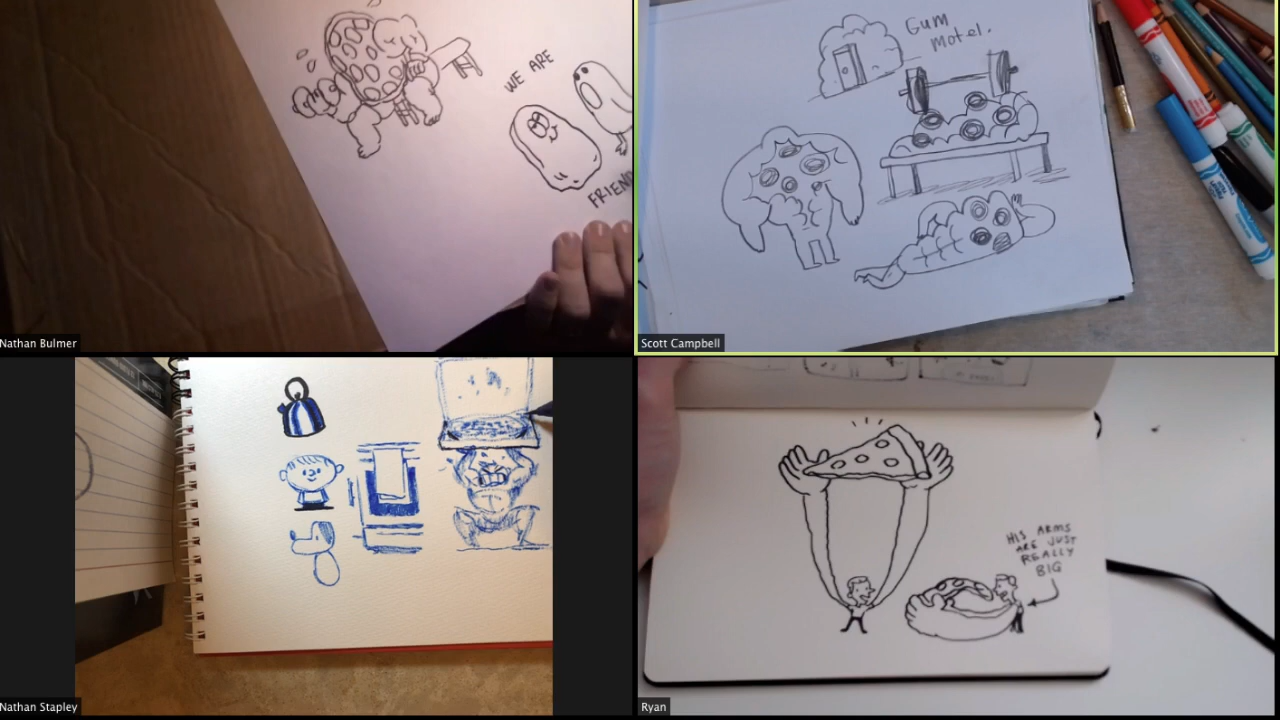 WE ARE
FRIEND
Nathan Bulmer
Gum
Motel.
Scott Campbell
Nathan Stapley
HIS ARMS
ARE JUST
REALLY
BIG
Ryan